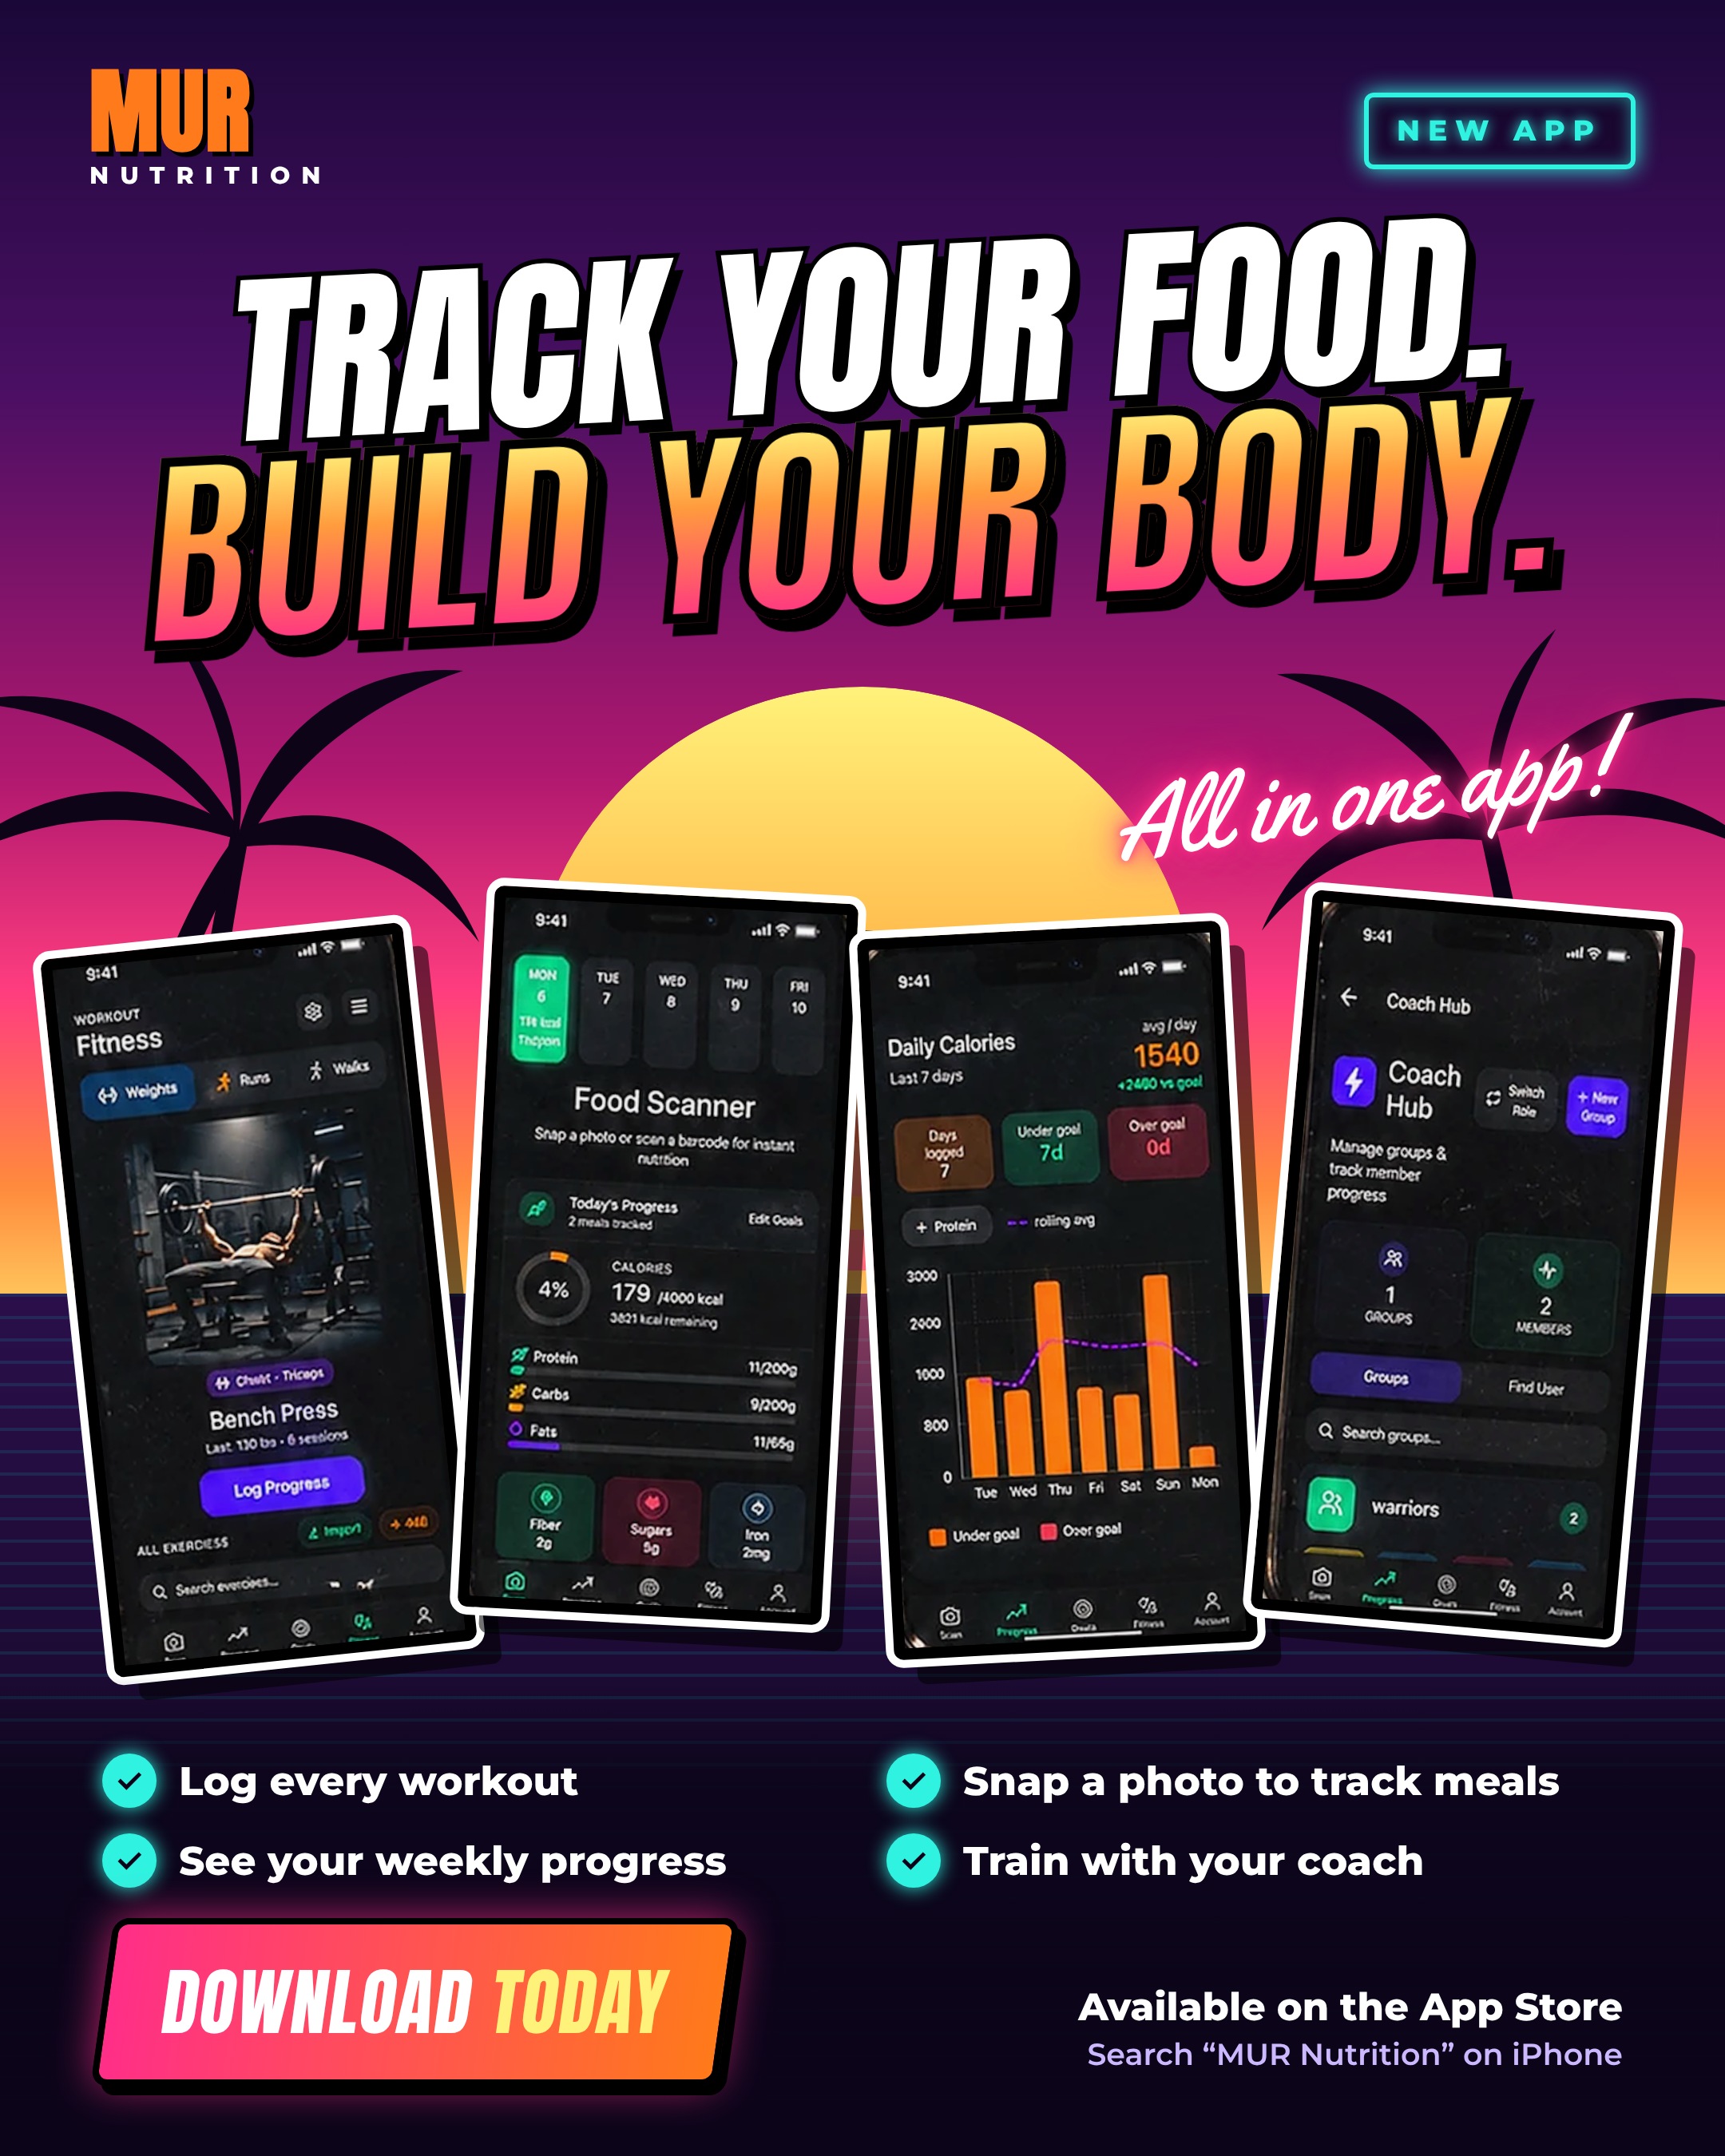 MUR
NUTRITION
NEW APP
TRACK YOUR FOOD.
BUILD YOUR BODY.
All in one app!
9:41
WORKOUT
Fitness
Weights
Runs
Walks
Bench Press
Log Progress
9:41
MON
6
TUE
7
WED
8
THU
9
FRI
10
Food Scanner
Snap a photo or scan a barcode for instant
nutrition
Today's Progress
2 meals tracked
Edit Goals
4%
CALORIES
179 /4000 kcal
3821 kcal remaining
Protein
11/200g
Carbs
9/200g
Fats
11/65g
Fiber
2g
Sugars
5g
Iron
9:41
Daily Calories
Last 7 days
avg / day
1540
Days
logged
7
Under goal
7d
Over goal
0d
+ Protein
rolling avg
3000
1000
800
0
Tue Wed Thu Fri Sat Sun Mon
Under goal
Over goal
9:41
Coach Hub
Coach
Hub
Switch
Role
+ New
Group
Manage groups &
track member
progress
1
GROUPS
2
MEMBERS
Groups
Find User
Search groups...
warriors
2
Log every workout
Snap a photo to track meals
See your weekly progress
Train with your coach
DOWNLOAD TODAY
Available on the App Store
Search “MUR Nutrition” on iPhone